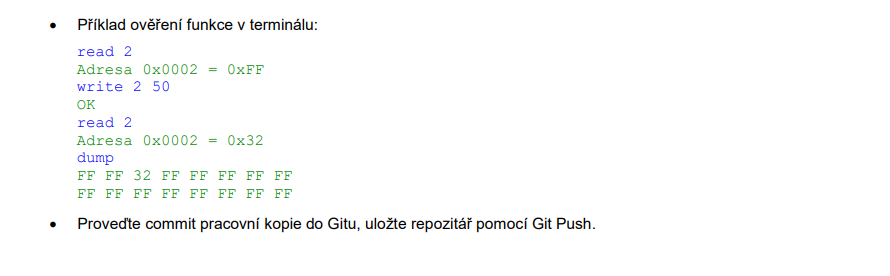 • Příklad ověření funkce v terminálu:
read 2
Adresa 0x0002 = 0xFF
write 2 50
OK
read 2
Adresa 0x0002 = 0x32
dump
FF FF 32 FF FF FF FF FF
FF FF FF FF FF FF FF FF
• Proveďte commit pracovní kopie do Gitu, uložte repozitář pomocí Git Push.